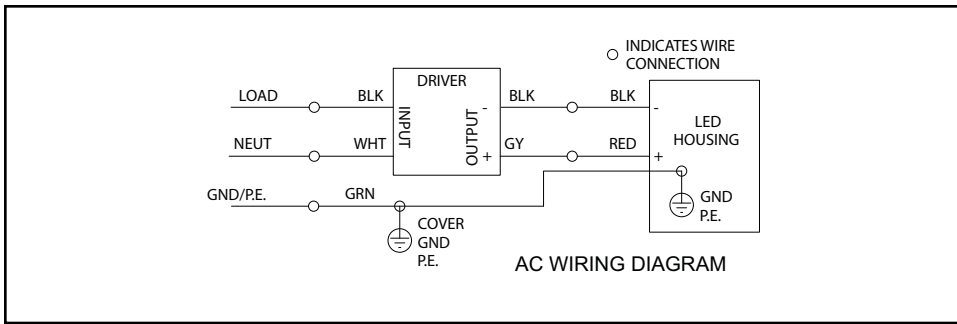 INDICATES WIRE
CONNECTION
DRIVER
LOAD
BLK
INPUT
OUTPUT
-
BLK
BLK
-
LED
HOUSING
NEUT
WHT
+
GY
RED
+
GND/P.E.
GRN
GND
P.E.
COVER
GND
P.E.
AC WIRING DIAGRAM